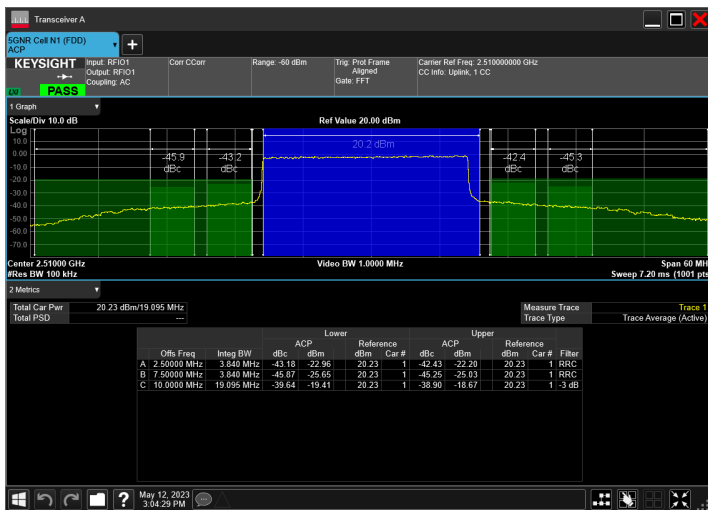 Transceiver A
5GNR Cell N1 (FDD)
ACP
KEYSIGHT
LXI
PASS
Input: RFIO1
Output: RFIO1
Coupling: AC
Corr CCorr
Range: -60 dBm
Trig: Prot Frame
Aligned
Gate: FFT
Carrier Ref Freq: 2.510000000 GHz
CC Info: Uplink, 1 CC
1 Graph
Scale/Div 10.0 dB
Ref Value 20.00 dBm
Log
10.0
0.00
-10.0
-20.0
-30.0
-40.0
-50.0
-60.0
-70.0
-45.9
dBc
-43.2
dBc
20.2 dBm
-42.4
dBc
-45.3
dBc
Center 2.51000 GHz
Video BW 1.0000 MHz
Span 60 MH
#Res BW 100 kHz
Sweep 7.20 ms (1001 pts
2 Metrics
Total Car Pwr 20.23 dBm/19.095 MHz
Total PSD ---
Measure Trace Trace 1
Trace Type Trace Average (Active)
Lower Upper
ACP Reference ACP Reference
Offs Freq Integ BW dBc dBm dBm Car # dBc dBm dBm Car # Filter
A 2.50000 MHz 3.840 MHz -43.18 -22.96 20.23 1 -42.43 -22.20 20.23 1 RRC
B 7.50000 MHz 3.840 MHz -45.87 -25.65 20.23 1 -45.25 -25.03 20.23 1 RRC
C 10.0000 MHz 19.095 MHz -39.64 -19.41 20.23 1 -38.90 -18.67 20.23 1 -3 dB
?
May 12, 2023
3:04:29 PM